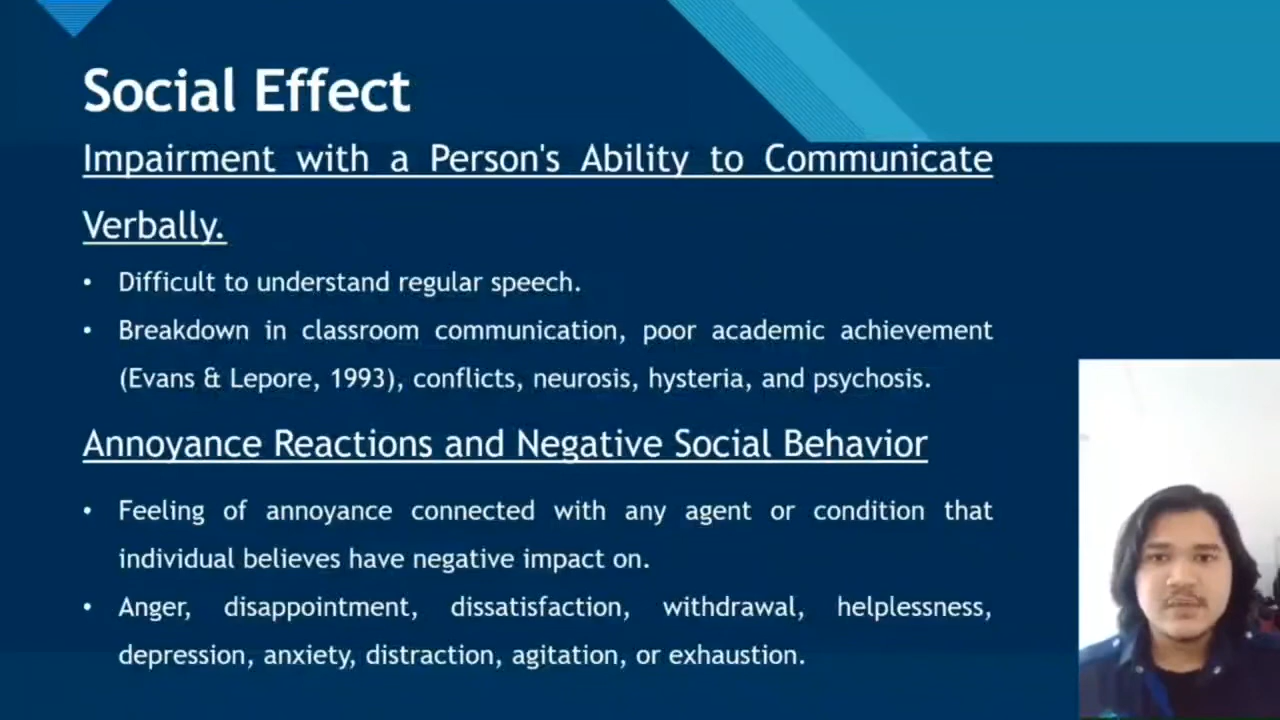 Social Effect
Impairment with a Person's Ability to Communicate
Verbally.
• Difficult to understand regular speech.
• Breakdown in classroom communication, poor academic achievement
(Evans & Lepore, 1993), conflicts, neurosis, hysteria, and psychosis.
Annoyance Reactions and Negative Social Behavior
• Feeling of annoyance connected with any agent or condition that
individual believes have negative impact on.
• Anger, disappointment, dissatisfaction, withdrawal, helplessness,
depression, anxiety, distraction, agitation, or exhaustion.